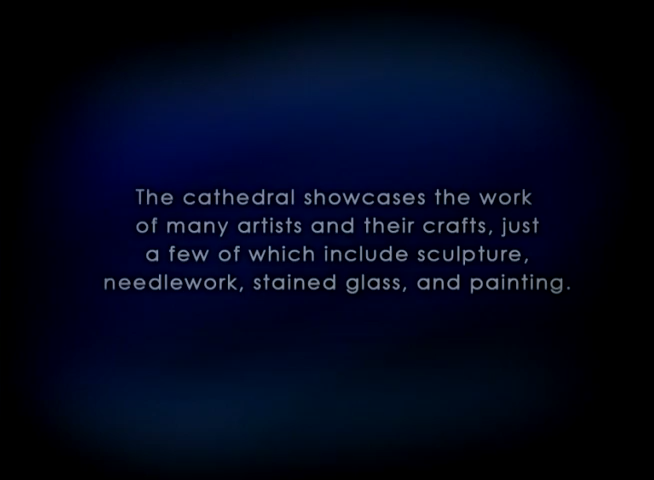 The cathedral showcases the work
of many artists and their crafts, just
a few of which include sculpture,
needlework, stained glass, and painting.